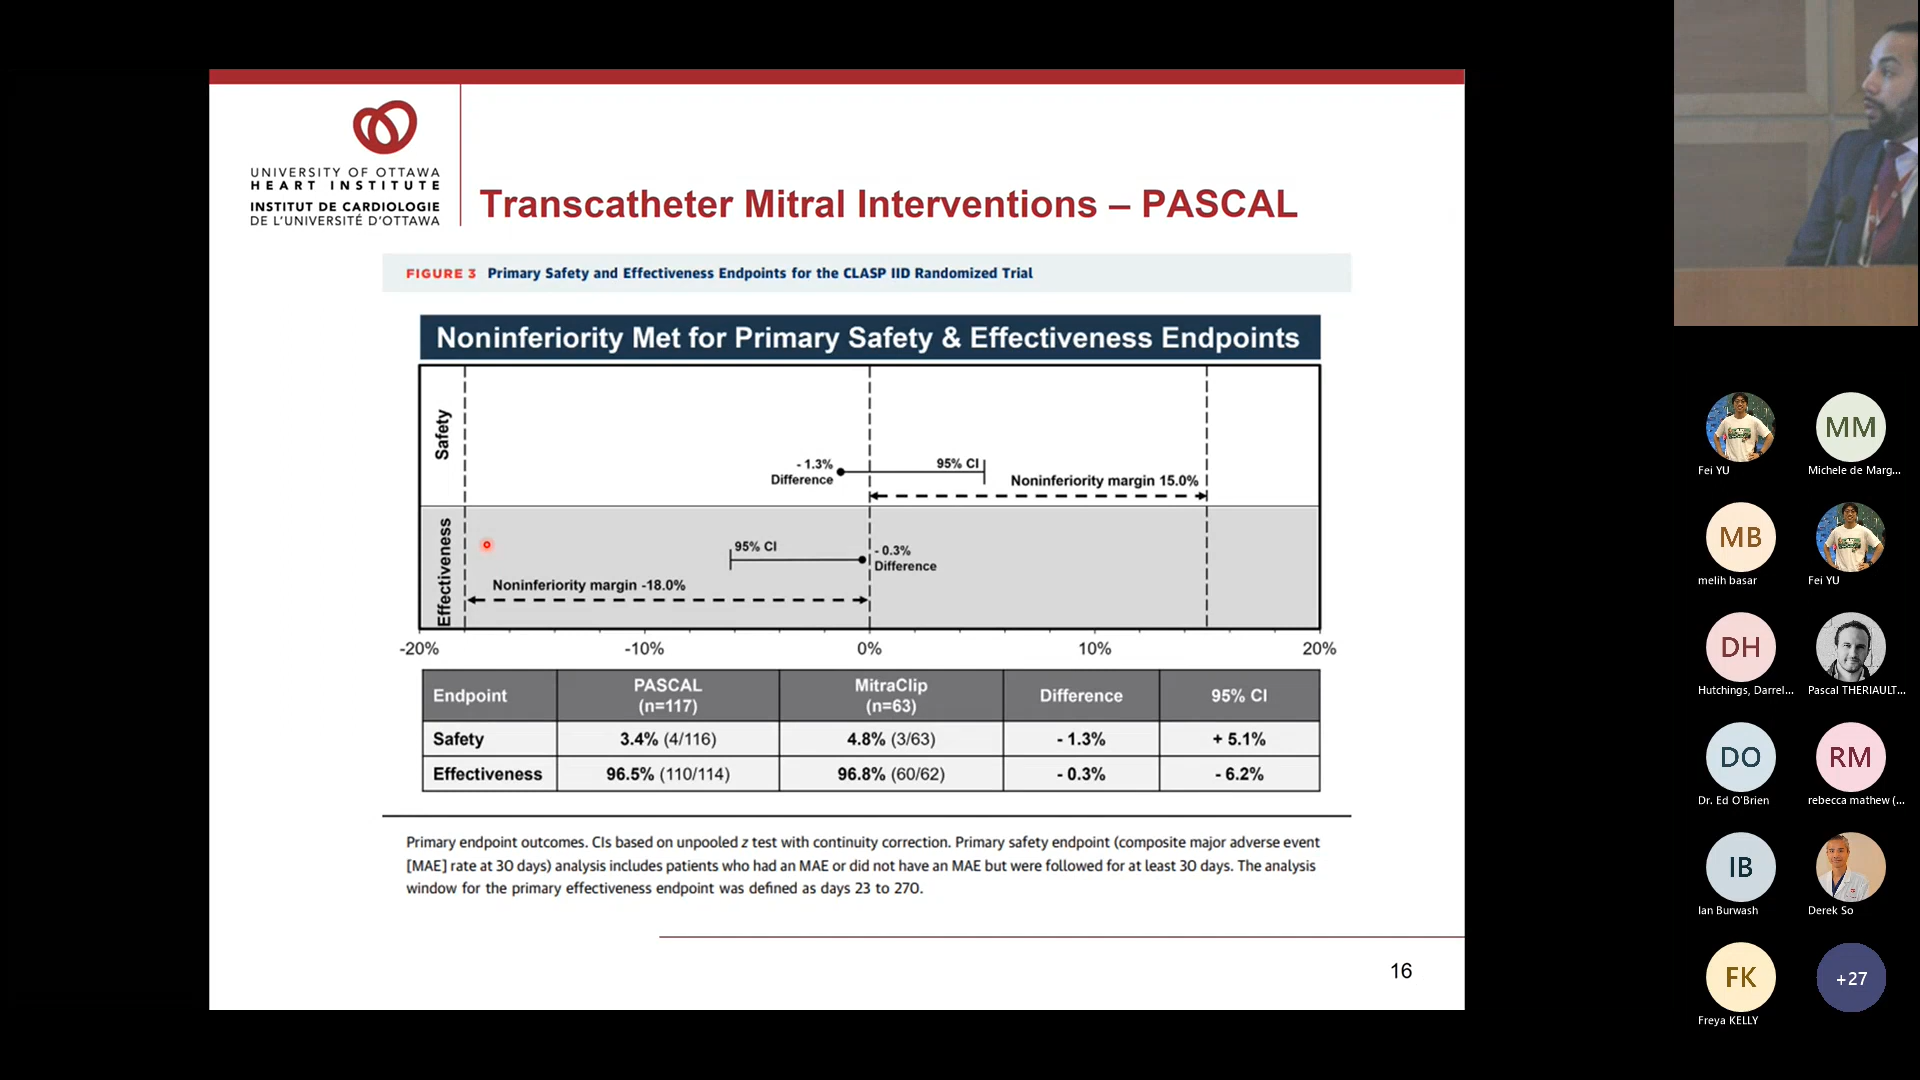 UNIVERSITY OF OTTAWA
HEART INSTITUTE
INSTITUT DE CARDIOLOGIE
DE L'UNIVERSITÉ D'OTTAWA
Transcatheter Mitral Interventions – PASCAL
FIGURE 3 Primary Safety and Effectiveness Endpoints for the CLASP IID Randomized Trial
Noninferiority Met for Primary Safety & Effectiveness Endpoints
Safety
- 1.3%
Difference
95% CI
Noninferiority margin 15.0%
Effectiveness
95% CI
- 0.3%
Difference
Noninferiority margin -18.0%
-20% -10% 0% 10% 20%
Endpoint PASCAL (n=117) MitraClip (n=63) Difference 95% CI
Safety 3.4% (4/116) 4.8% (3/63) - 1.3% + 5.1%
Effectiveness 96.5% (110/114) 96.8% (60/62) - 0.3% - 6.2%
Primary endpoint outcomes. CIs based on unpooled z test with continuity correction. Primary safety endpoint (composite major adverse event
[MAE] rate at 30 days) analysis includes patients who had an MAE or did not have an MAE but were followed for at least 30 days. The analysis
window for the primary effectiveness endpoint was defined as days 23 to 270.
16
Fei YU
MM
Michele de Marg...
MB
melih basar
Fei YU
DH
Hutchings, Darrel...
Pascal THERIAULT...
DO
Dr. Ed O'Brien
RM
rebecca mathew (...
IB
Ian Burwash
Derek So
FK
Freya KELLY
+27